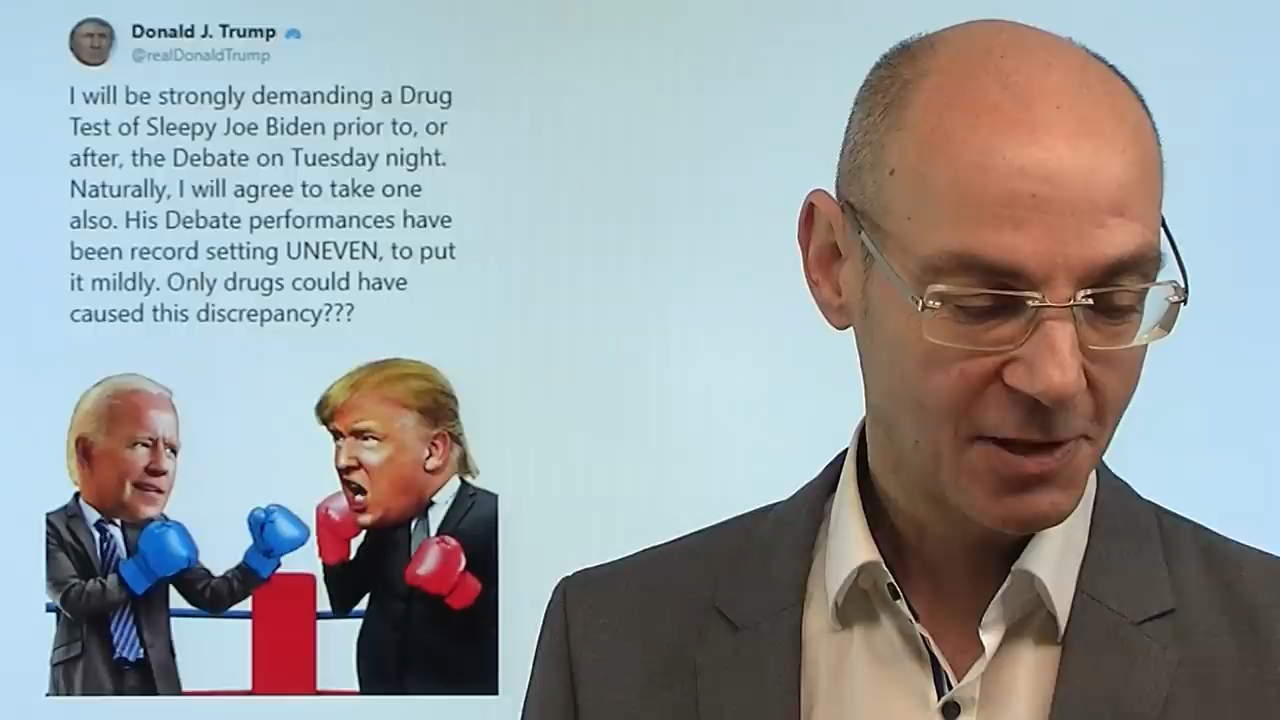 Donald J. Trump
@realDonaldTrump
I will be strongly demanding a Drug
Test of Sleepy Joe Biden prior to, or
after, the Debate on Tuesday night.
Naturally, I will agree to take one
also. His Debate performances have
been record setting UNEVEN, to put
it mildly. Only drugs could have
caused this discrepancy???